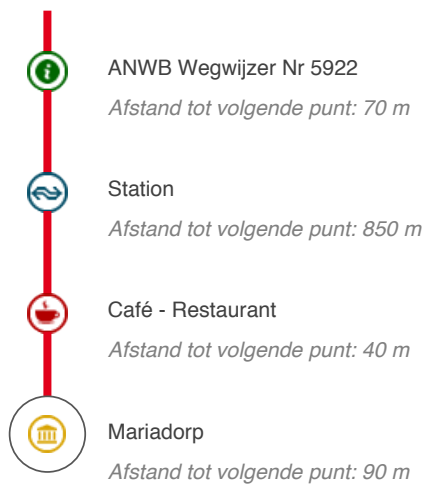 ANWB Wegwijzer Nr 5922
Afstand tot volgende punt: 70 m
Station
Afstand tot volgende punt: 850 m
Café - Restaurant
Afstand tot volgende punt: 40 m
Mariadorp
Afstand tot volgende punt: 90 m